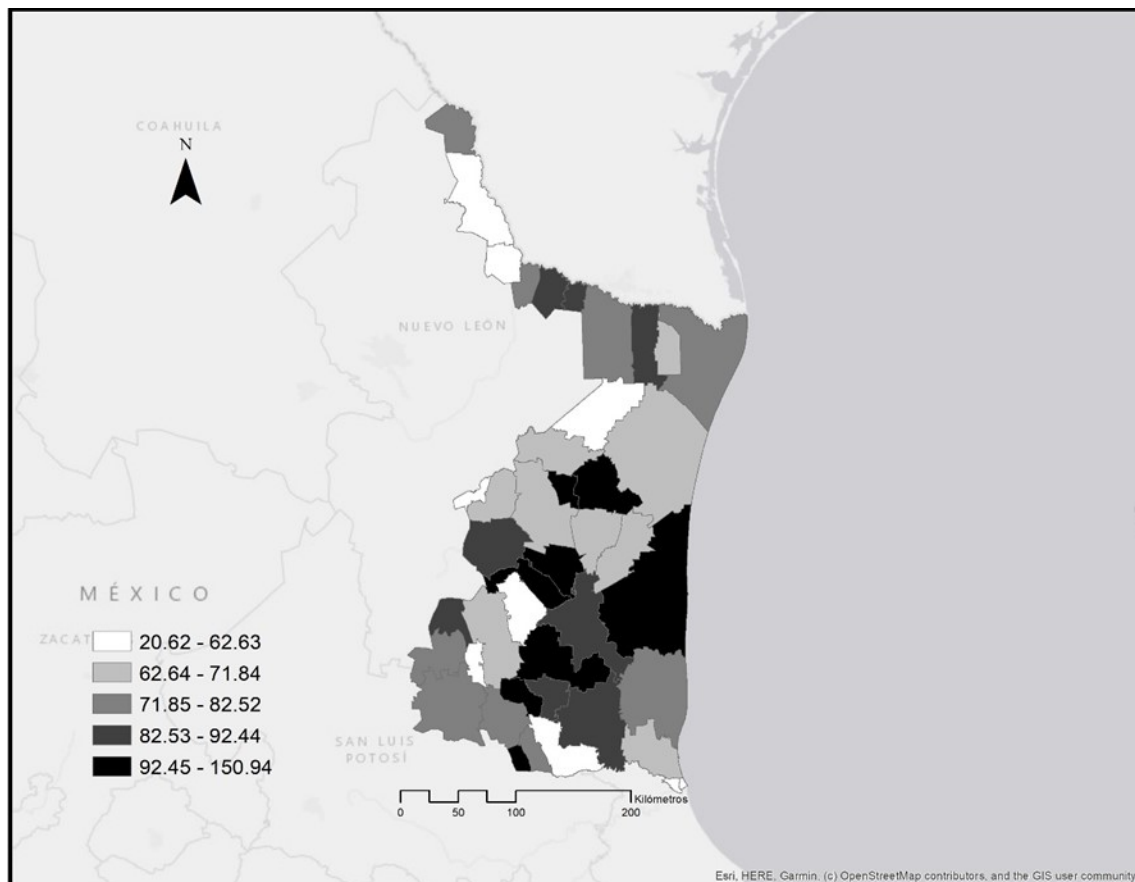 COAHUILA
N
NUEVO LEÓN
MÉXICO
ZACAT
20.62 - 62.63
62.64 - 71.84
71.85 - 82.52
82.53 - 92.44
92.45 - 150.94
SAN LUIS
POTOSÍ
Kilómetros
0 50 100 200
Esri, HERE, Garmin, (c) OpenStreetMap contributors, and the GIS user community